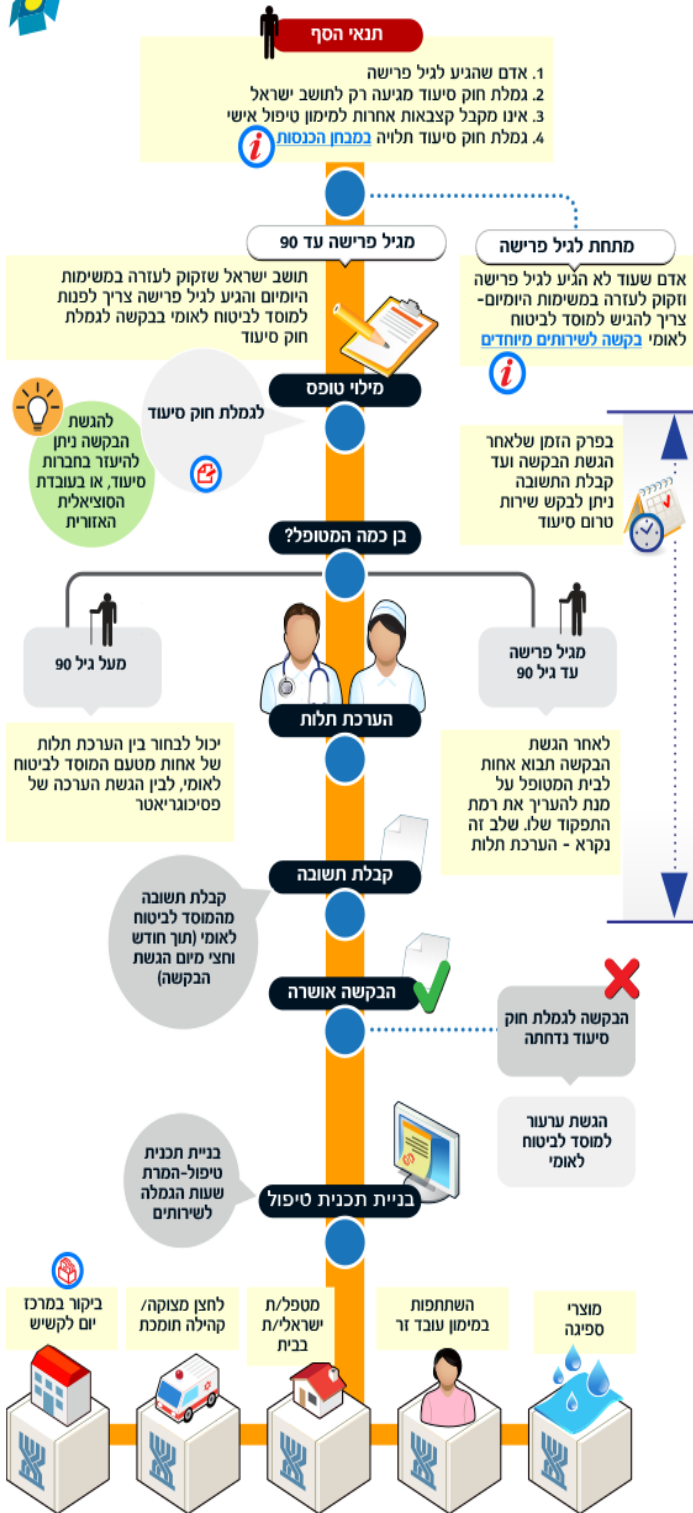 תנאי הסף
1. אדם שהגיע לגיל פרישה
2. גמלת חוק סיעוד מגיעה רק לתושב ישראל
3. אינו מקבל קצבאות אחרות למימון טיפול אישי
4. גמלת חוק סיעוד תלויה במבחן הכנסות
i
מתחת לגיל פרישה
אדם שעוד לא הגיע לגיל פרישה
וזקוק לעזרה במשימות היומיום-
צריך להגיש למוסד לביטוח
לאומי בקשה לשירותים מיוחדים
i
מגיל פרישה עד 90
תושב ישראל שזקוק לעזרה במשימות
היומיום והגיע לגיל פרישה צריך לפנות
למוסד לביטוח לאומי בבקשה לגמלת
חוק סיעוד
מילוי טופס
לגמלת חוק סיעוד
להגשת
הבקשה ניתן
להיעזר בחברות
סיעוד, או בעובדת
הסוציאלית
האזורית
בפרק הזמן שלאחר
הגשת הבקשה ועד
קבלת התשובה
ניתן לבקש שירות
טרום סיעוד
בן כמה המטופל?
מגיל פרישה
עד גיל 90
מעל גיל 90
הערכת תלות
לאחר הגשת
הבקשה תבוא אחות
לבית המטופל על
מנת להעריך את רמת
התפקוד שלו. שלב זה
נקרא - הערכת תלות
יכול לבחור בין הערכת תלות
של אחות מטעם המוסד לביטוח
לאומי, לבין הגשת הערכה של
פסיכוגריאטר
קבלת תשובה
קבלת תשובה
מהמוסד לביטוח
לאומי (תוך חודש
וחצי מיום הגשת
הבקשה)
הבקשה אושרה
הבקשה לגמלת חוק
סיעוד נדחתה
הגשת ערעור
למוסד לביטוח
לאומי
בניית תכנית
טיפול-המרת
שעות הגמלה
לשירותים
בניית תכנית טיפול
מוצרי
ספיגה
השתתפות
במימון עובד זר
מטפל/ת
ישראלי/ת
בבית
לחצן מצוקה/
קהילה תומכת
ביקור במרכז
יום לקשיש